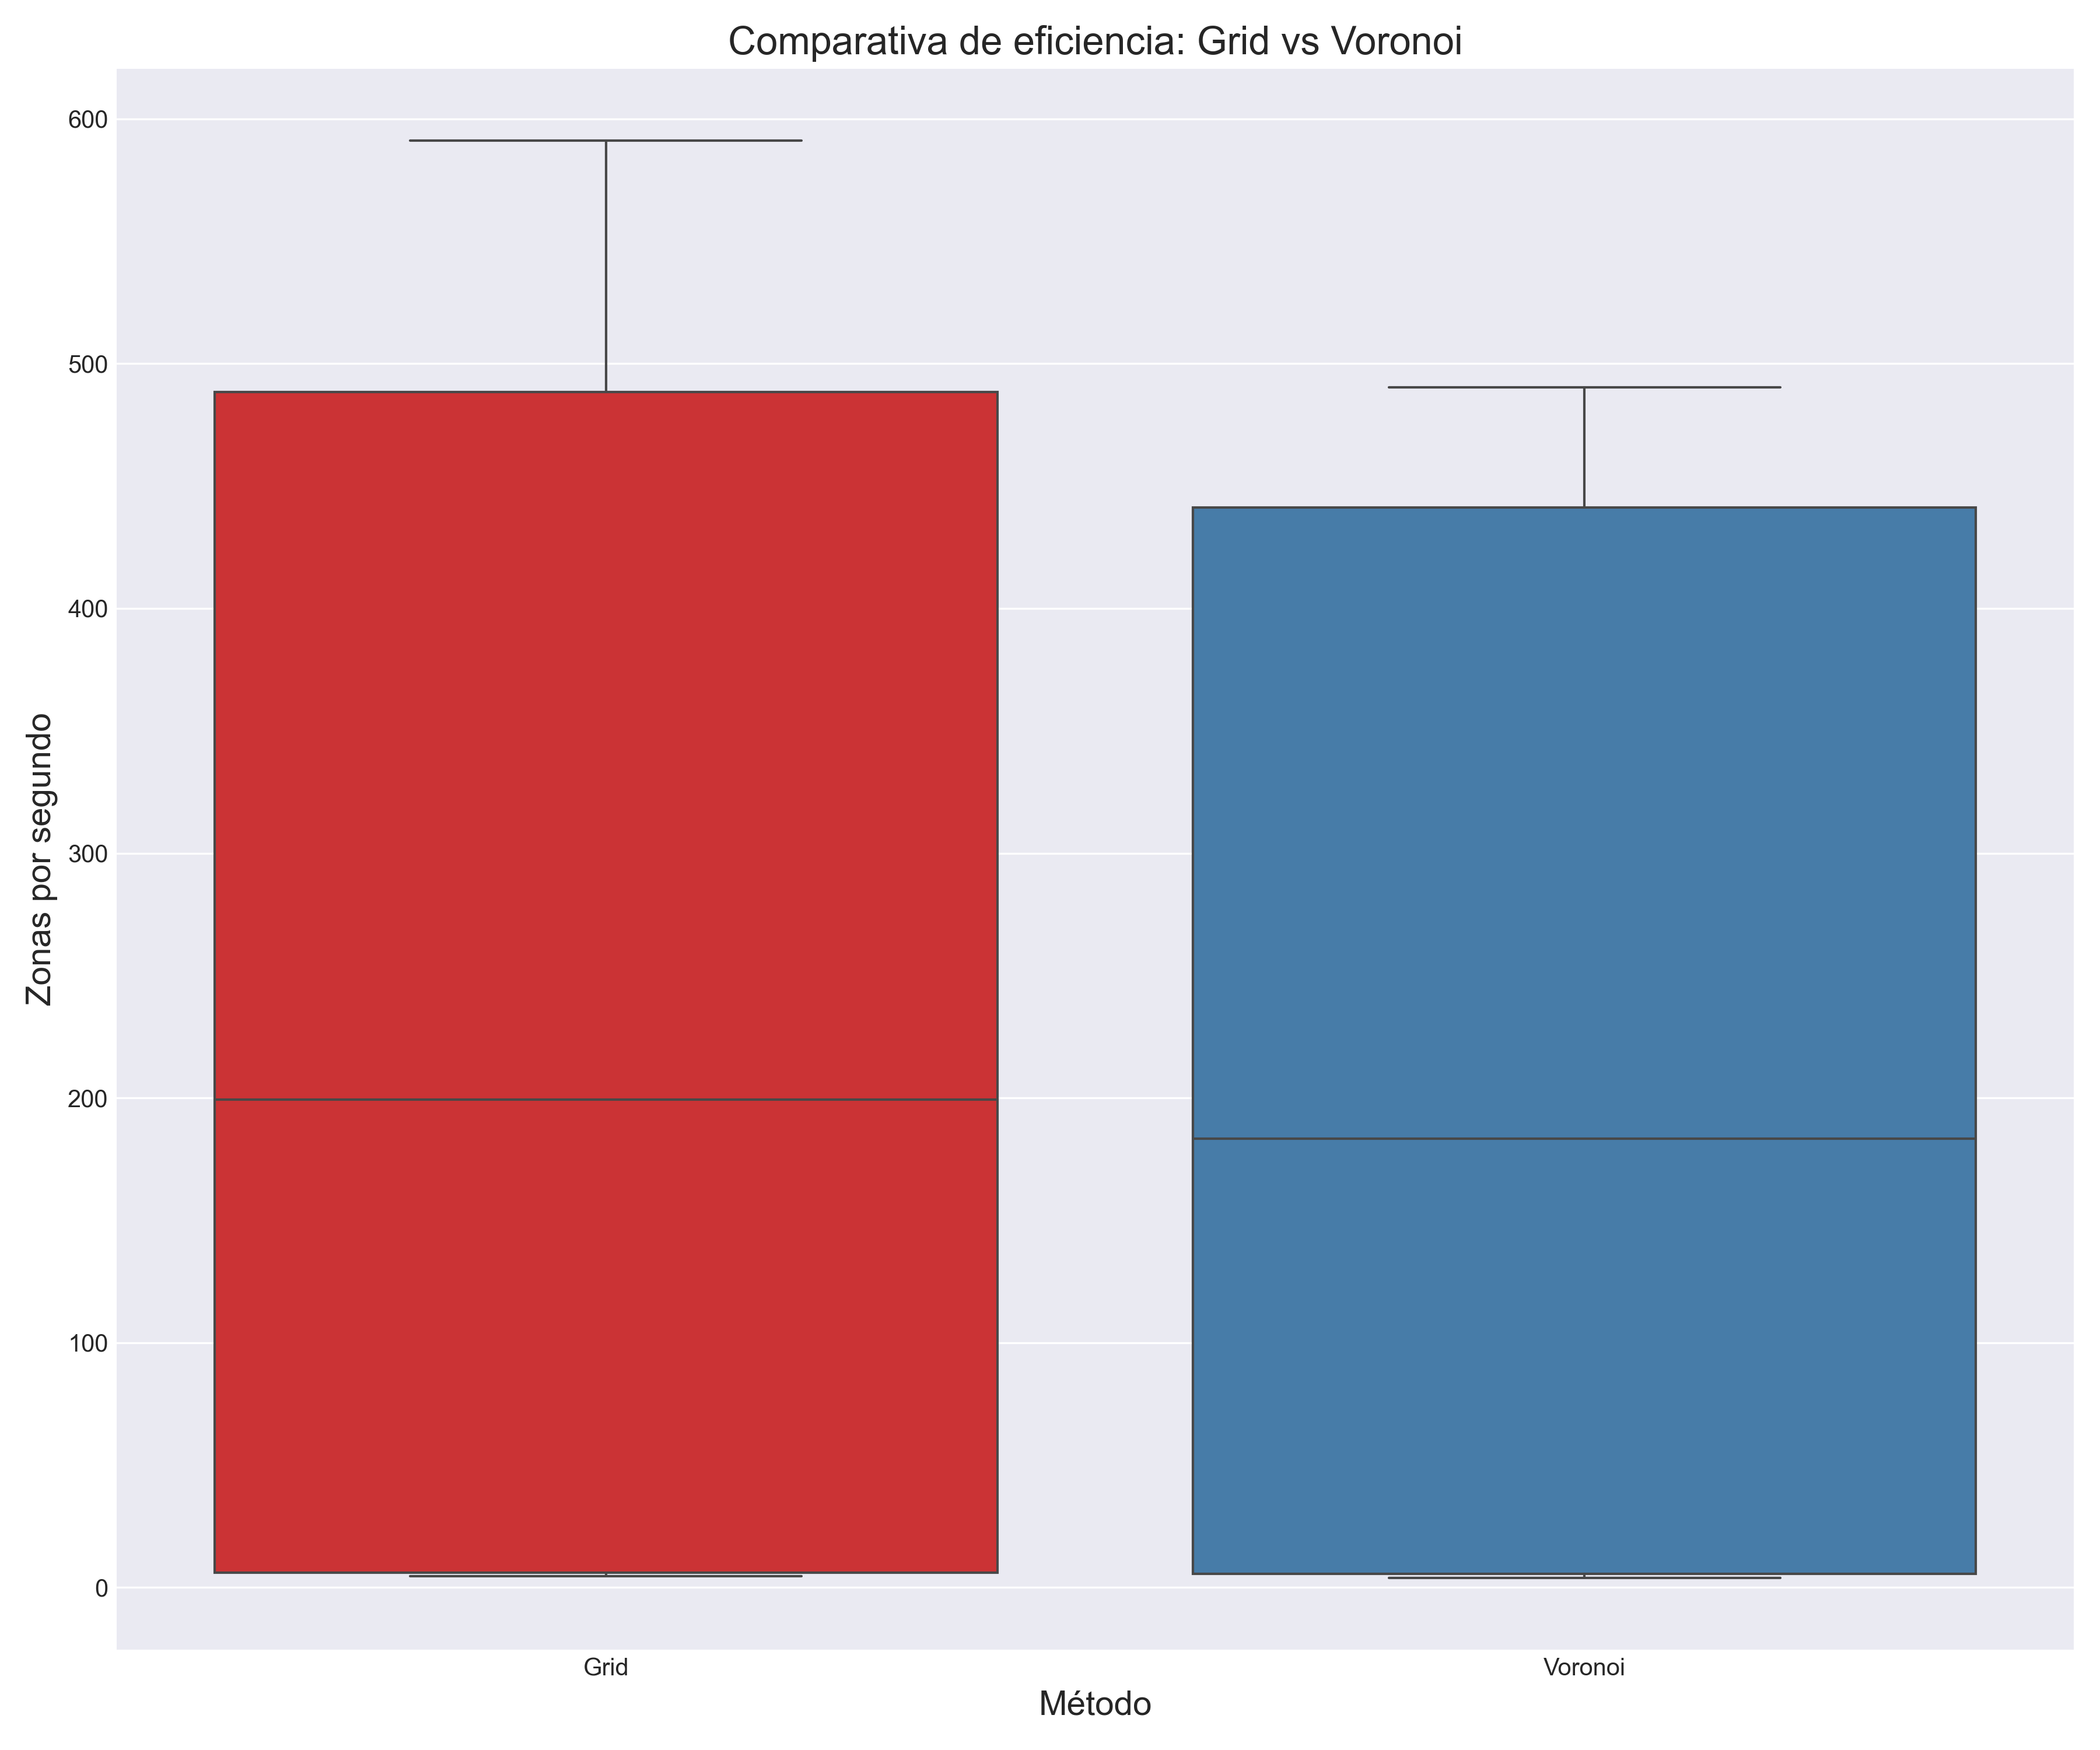 Comparativa de eficiencia: Grid vs Voronoi
Zonas por segundo
600
500
400
300
200
100
0
Grid
Voronoi
Método